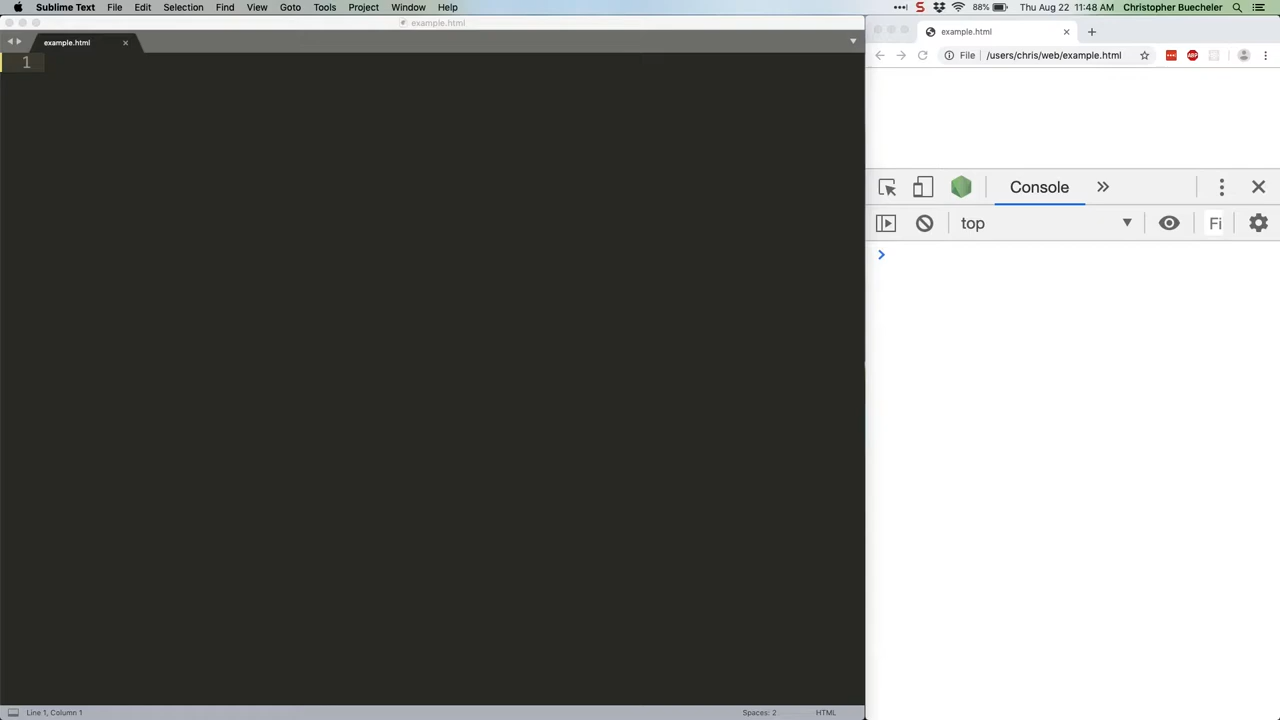 Sublime Text File Edit Selection Find View Goto Tools Project Window Help 88% Thu Aug 22 11:48 AM Christopher Buecheler
example.html
example.html
example.html
File /users/chris/web/example.html
ABP
1
Console
top
Fi
Line 1, Column 1 Spaces: 2 HTML